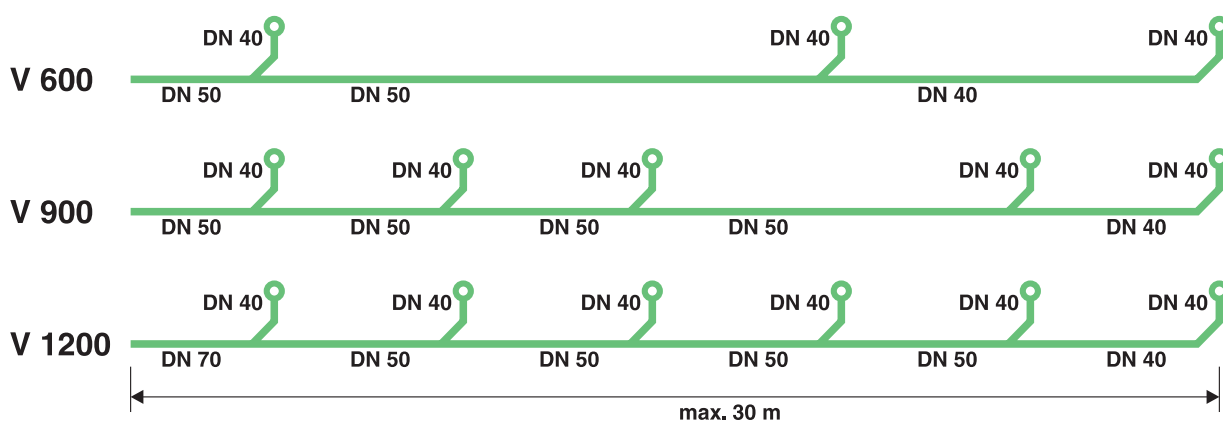 DN 40 DN 40 DN 40
V 600
DN 50 DN 50 DN 40
DN 40 DN 40 DN 40 DN 40 DN 40
V 900
DN 50 DN 50 DN 50 DN 50 DN 40
DN 40 DN 40 DN 40 DN 40 DN 40 DN 40
V 1200
DN 70 DN 50 DN 50 DN 50 DN 50 DN 40
max. 30 m